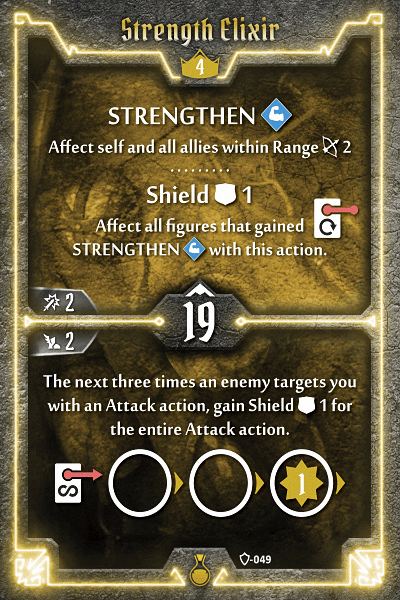 Strength Elixir
4
STRENGTHEN
Affect self and all allies within Range 2
Shield 1
Affect all figures that gained
STRENGTHEN with this action.
2
19
2
The next three times an enemy targets you
with an Attack action, gain Shield 1 for
the entire Attack action.
S
1
-049